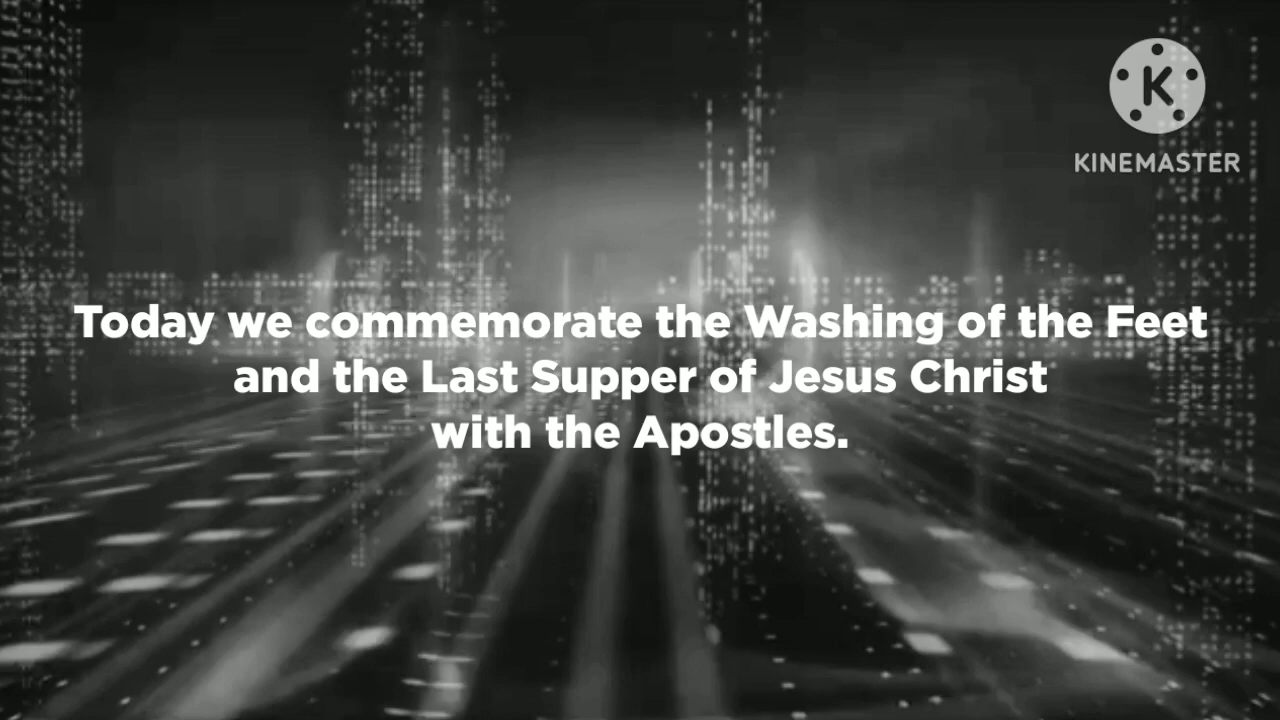 KINEMASTER
Today we commemorate the Washing of the Feet
and the Last Supper of Jesus Christ
with the Apostles.